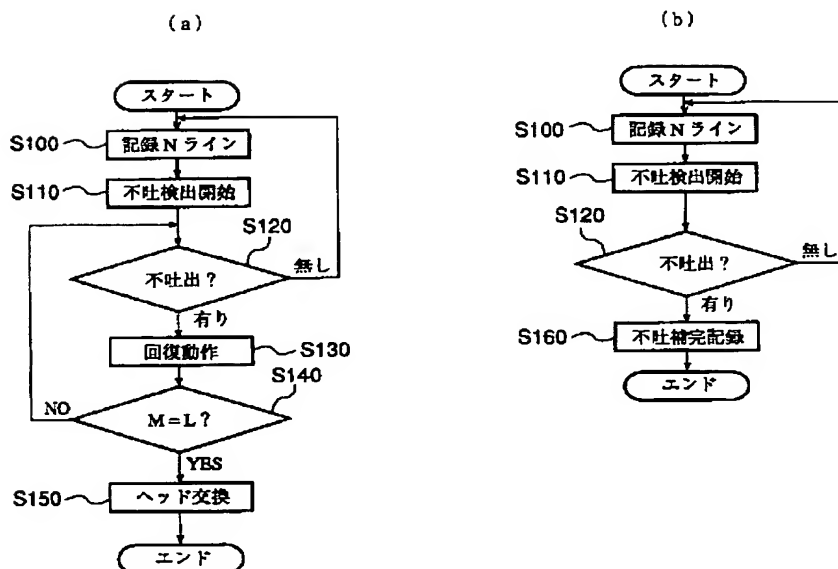 (a)
スタート
S100
記録Nライン
S110
不吐検出開始
S120
不吐出?
無し
有り
回復動作
S130
S140
NO
M=L?
YES
S150
ヘッド交換
エンド
(b)
スタート
S100
記録Nライン
S110
不吐検出開始
S120
不吐出?
無し
有り
S160
不吐補完記録
エンド